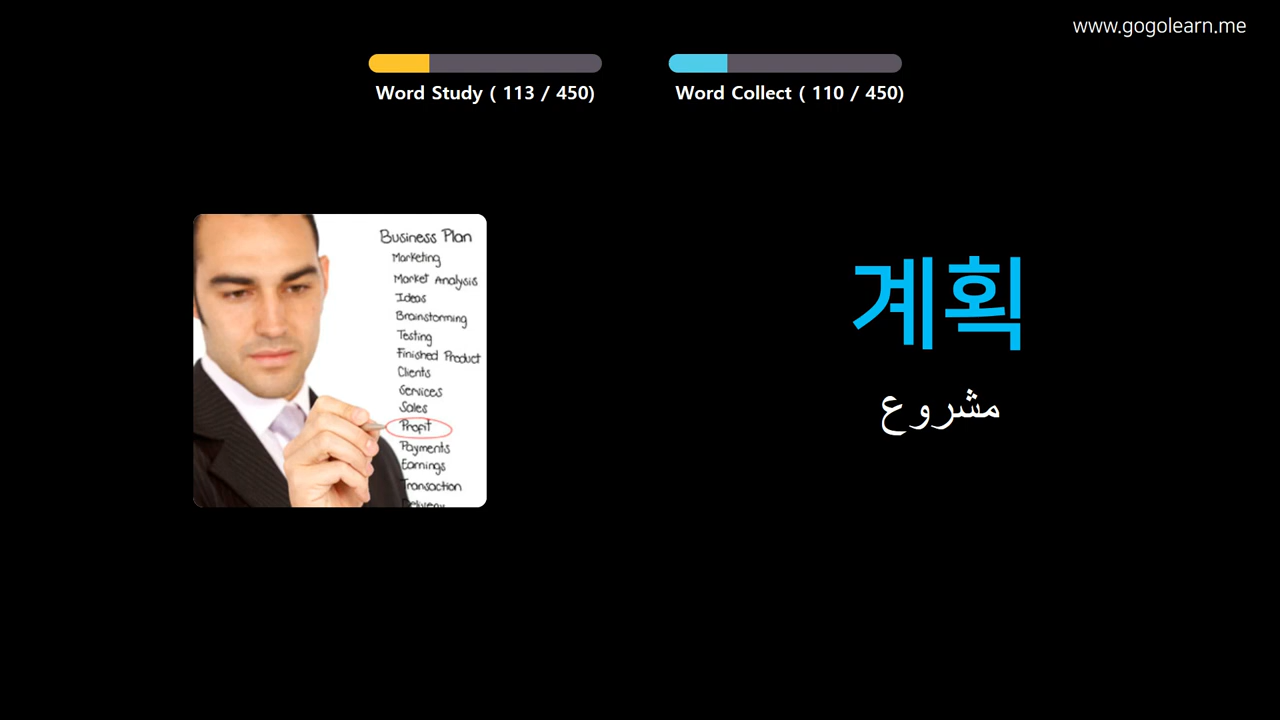 www.gogolearn.me
Word Study ( 113 / 450)
Word Collect ( 110 / 450)
Business Plan
Marketing
Market Analysis
Ideas
Brainstorming
Testing
Finished Product
Clients
Services
Sales
Profit
Payments
Earnings
Transaction
Delivery
계획
مشروع